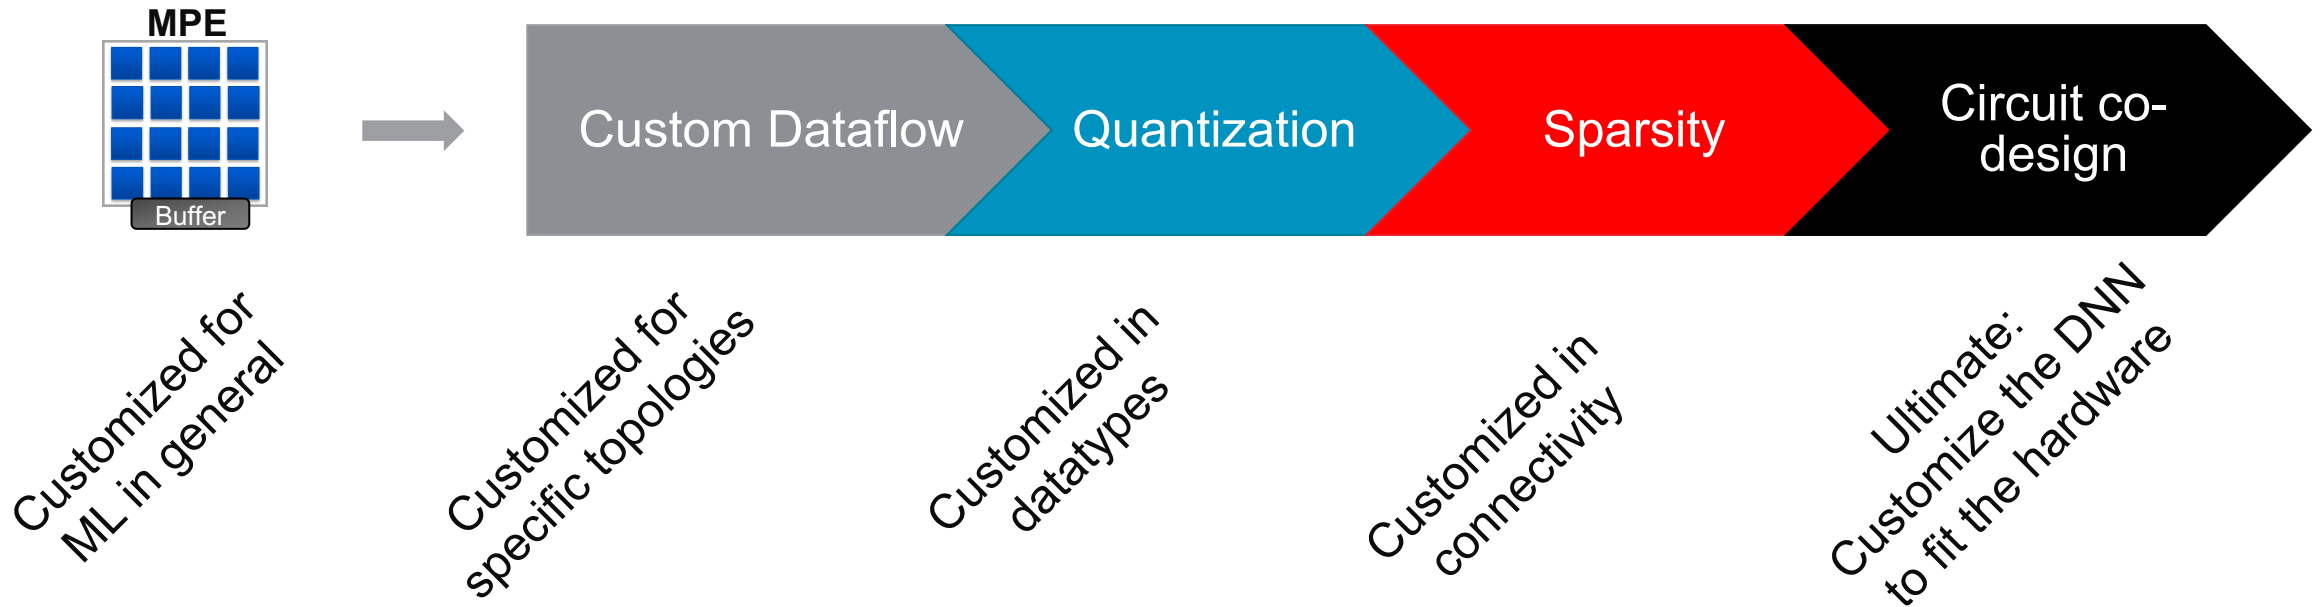 MPE
Buffer
Custom Dataflow
Quantization
Sparsity
Circuit co-
design
Customized for
ML in general
Customized for
specific topologies
Customized in
datatypes
Customized in
connectivity
Ultimate:
Customize the DNN
to fit the hardware